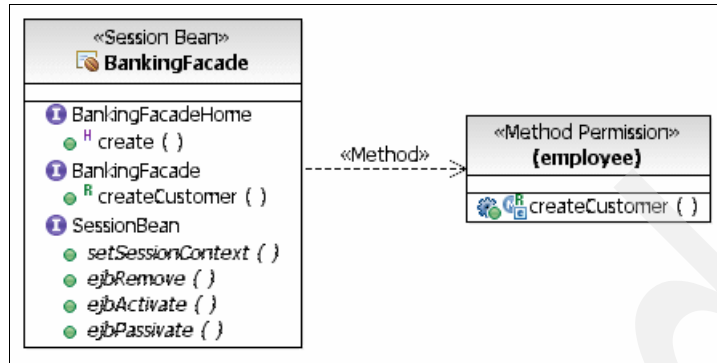 «Session Bean»
BankingFacade
I BankingFacadeHome
H create ( )
I BankingFacade
R createCustomer ( )
I SessionBean
setSessionContext ( )
ejbRemove ( )
ejbActivate ( )
ejbPassivate ( )
«Method»
«Method Permission»
(employee)
createCustomer ( )